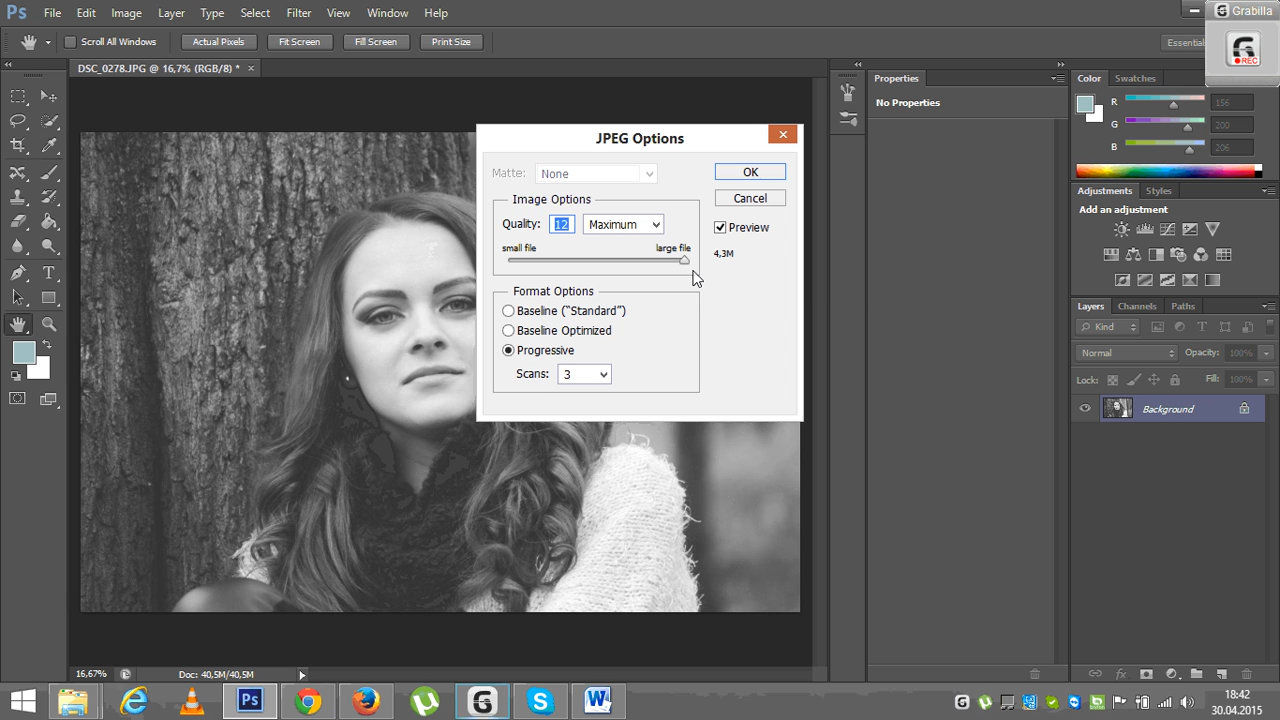 Ps File Edit Image Layer Type Select Filter View Window Help
Grabilla
Scroll All Windows Actual Pixels Fit Screen Fill Screen Print Size Essential
REC
DSC_0278.JPG @ 16,7% (RGB/8) * ×
Properties
Color Swatches
No Properties
R 156
G 200
B 206
JPEG Options
Matte: None OK
Image Options Cancel
Quality: 12 Maximum Preview
small file large file
4,3M
Format Options
Baseline (“Standard”)
Baseline Optimized
Progressive
Scans: 3
Adjustments Styles
Add an adjustment
Layers Channels Paths
Kind
Normal Opacity: 100%
Lock: Fill: 100%
Background
16,67% Doc: 40,5M/40,5M
Ps
18:42
30.04.2015